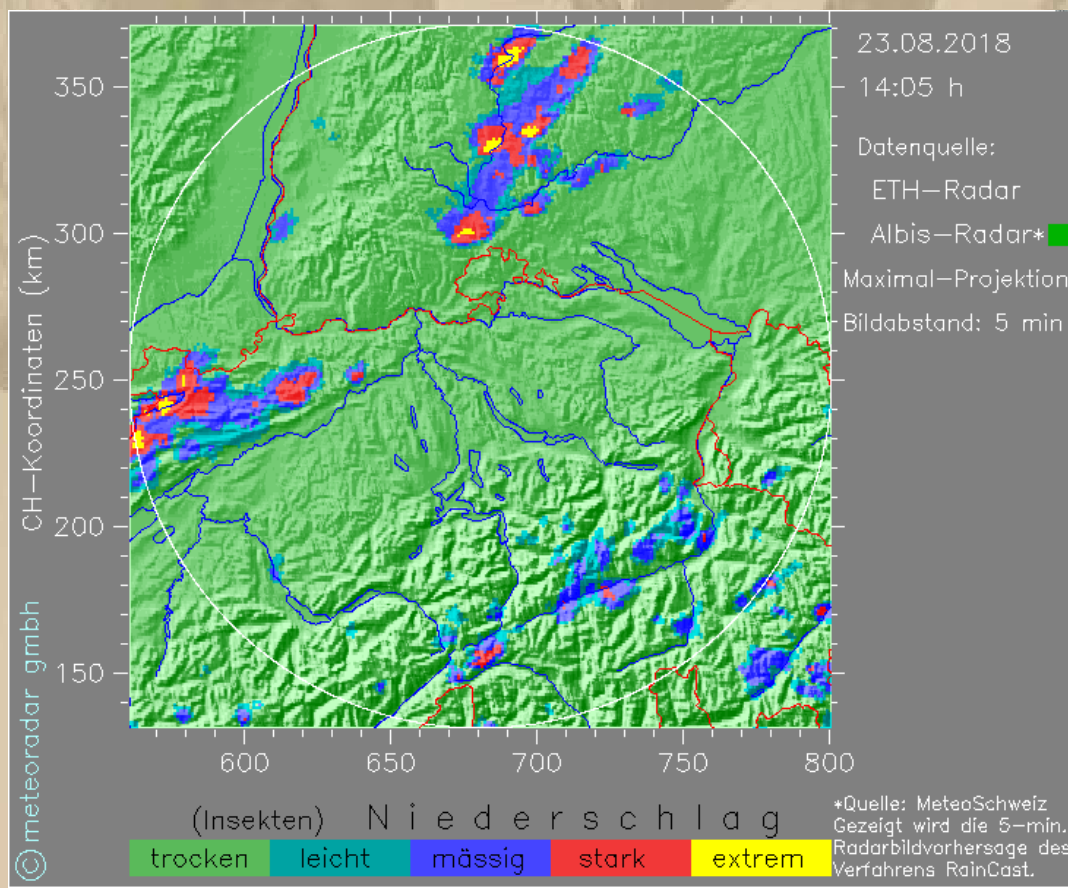 23.08.2018
14:05 h
Datenquelle:
ETH-Radar
Albis-Radar*
Maximal-Projektion
Bildabstand: 5 min
CH-Koordinaten (km)
350
300
250
200
150
600
650
700
750
800
© meteoradar gmbh
(Insekten) Niederschlag
trocken leicht mässig stark extrem
*Quelle: MeteoSchweiz
Gezeigt wird die 5-min.
Radarbildvorhersage des
Verfahrens RainCast.